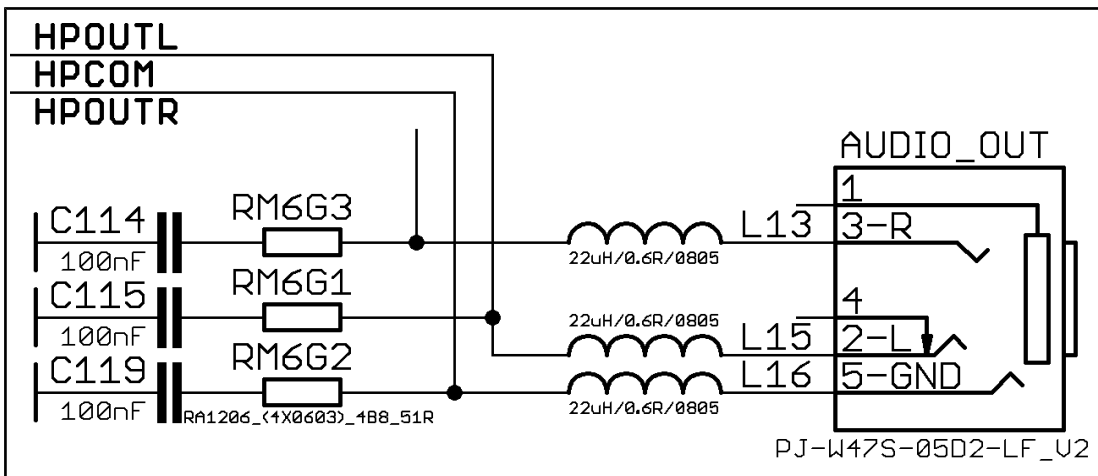 HPOUTL
HPCOM
HPOUTR
AUDIO_OUT
1
C114
RM6G3
L13
3-R
100nF
22uH/0.6R/0805
C115
RM6G1
4
100nF
22uH/0.6R/0805
L15
2-L
C119
RM6G2
L16
5-GND
100nF
RA1206_(4X0603)_4B8_51R
22uH/0.6R/0805
PJ-W47S-05D2-LF_V2